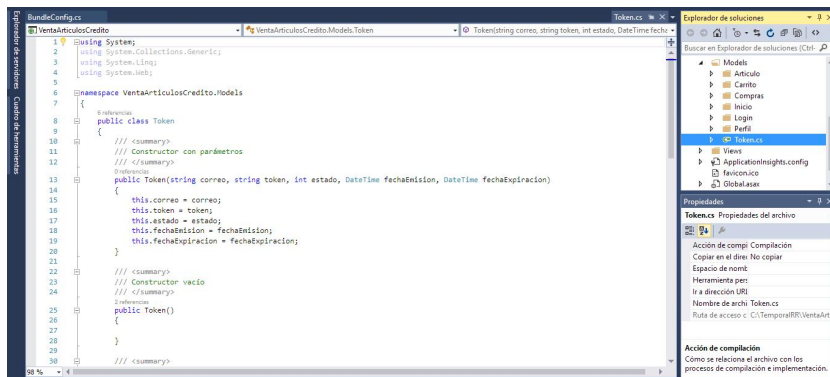 Explorador de servidores
Cuadro de herramientas
BundleConfig.cs
Token.cs
VentaArticulosCredito
VentaArticulosCredito.Models.Token
Token(string correo, string token, int estado, DateTime feche
1 using System;
2 using System.Collections.Generic;
3 using System.Linq;
4 using System.Web;
5
6 namespace VentaArticulosCredito.Models
7 {
6 referencias
8 public class Token
9 {
10 /// <summary>
11 /// Constructor con parámetros
12 /// </summary>
0 referencias
13 public Token(string correo, string token, int estado, DateTime fechaEmision, DateTime fechaExpiracion)
14 {
15 this.correo = correo;
16 this.token = token;
17 this.estado = estado;
18 this.fechaEmision = fechaEmision;
19 this.fechaExpiracion = fechaExpiracion;
20 }
21
22 /// <summary>
23 /// Constructor vacío
24 /// </summary>
2 referencias
25 public Token()
26 {
27
28 }
29
30 /// <summary>
98 %
Explorador de soluciones
Buscar en Explorador de soluciones (Ctrl-
Models
Articulo
Carrito
Compras
Inicio
Login
Perfil
Token.cs
Views
ApplicationInsights.config
favicon.ico
Global.asax
Propiedades
Token.cs Propiedades del archivo
Acción de compi Compilación
Copiar en el direc No copiar
Espacio de nomb
Herramienta pers
Ir a dirección URL
Nombre de archi Token.cs
Ruta de acceso c C:\TemporalRR\VentaArt
Acción de compilación
Cómo se relaciona el archivo con los
procesos de compilación e implementación.